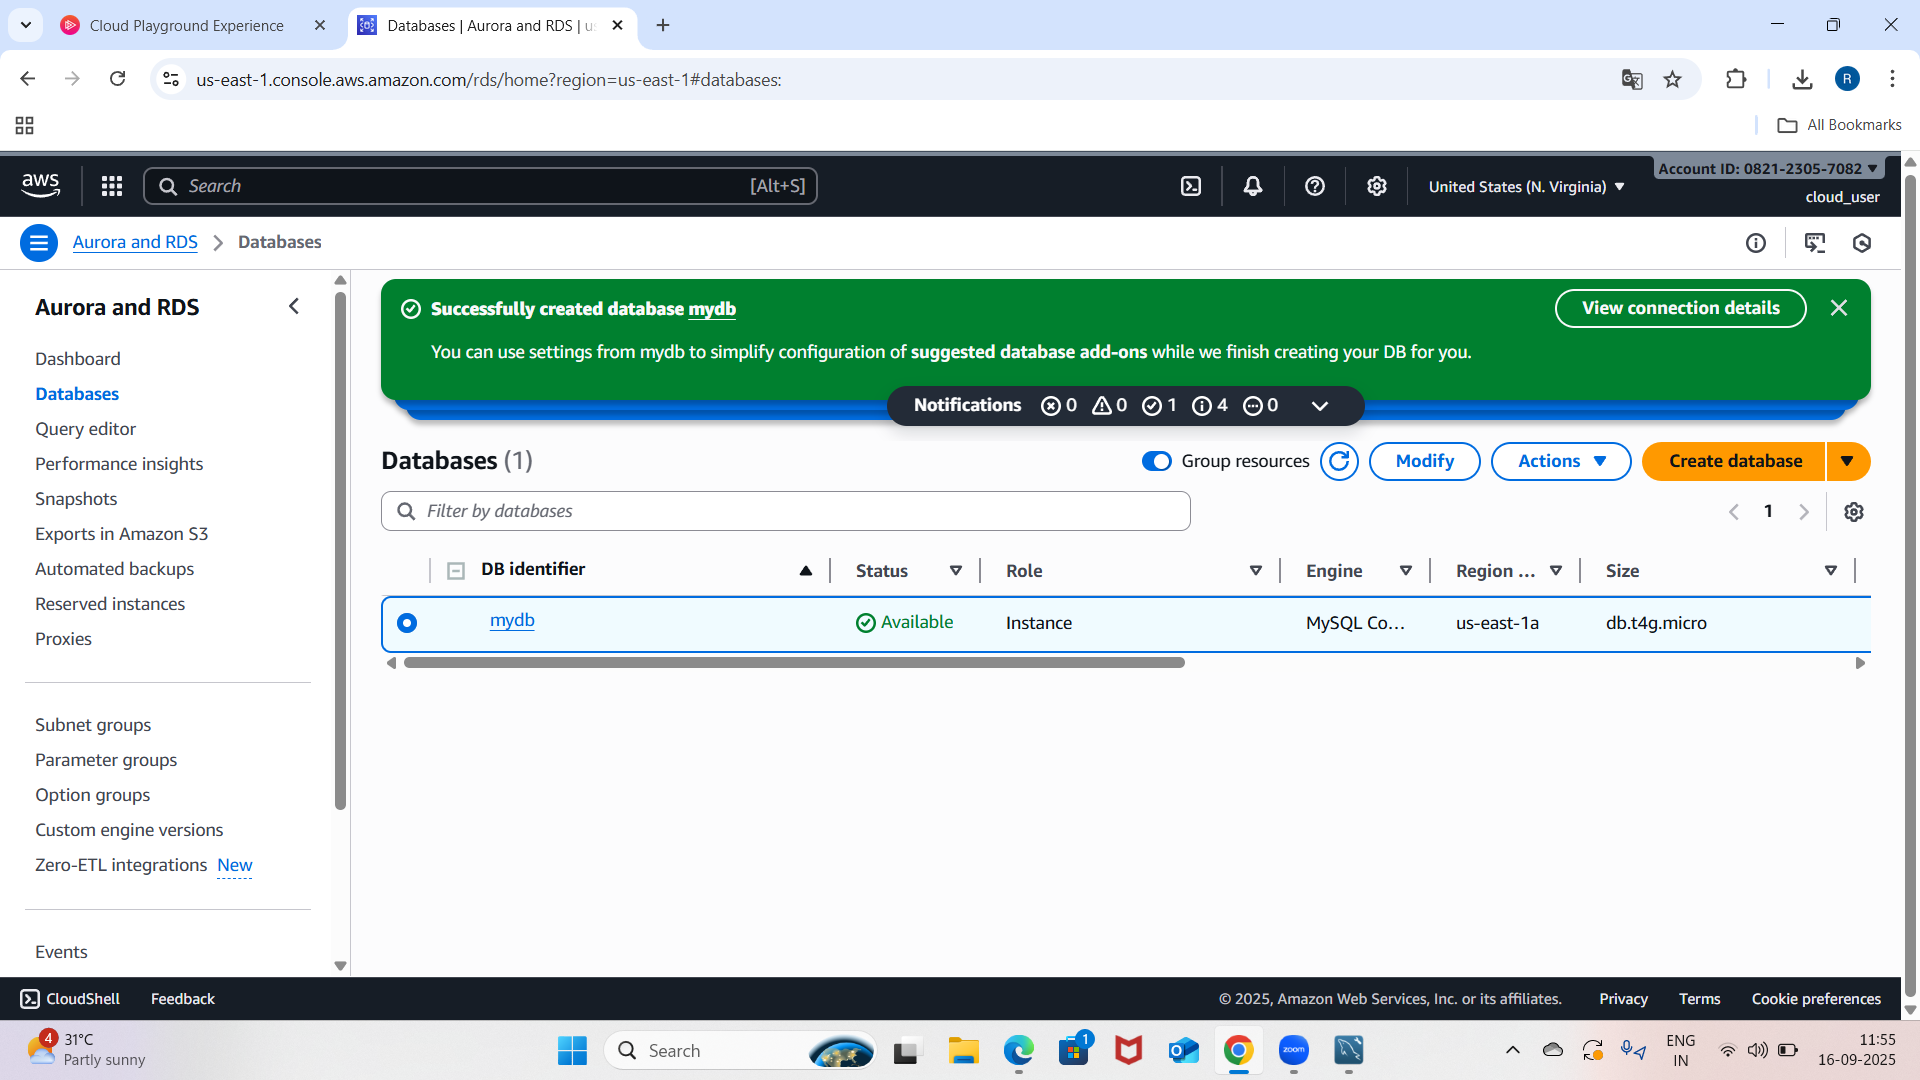 Cloud Playground Experience
Databases | Aurora and RDS | us
us-east-1.console.aws.amazon.com/rds/home?region=us-east-1#databases:
R
All Bookmarks
aws
Search
[Alt+S]
United States (N. Virginia)
Account ID: 0821-2305-7082
cloud_user
Aurora and RDS
Databases
Aurora and RDS
Dashboard
Databases
Query editor
Performance insights
Snapshots
Exports in Amazon S3
Automated backups
Reserved instances
Proxies
Subnet groups
Parameter groups
Option groups
Custom engine versions
Zero-ETL integrations New
Events
Successfully created database mydb
View connection details
You can use settings from mydb to simplify configuration of suggested database add-ons while we finish creating your DB for you.
Notifications 0 0 1 4 0
Databases (1)
Group resources
Modify
Actions
Create database
Filter by databases
1
DB identifier Status Role Engine Region ... Size
mydb Available Instance MySQL Co... us-east-1a db.t4g.micro
CloudShell
Feedback
© 2025, Amazon Web Services, Inc. or its affiliates.
Privacy
Terms
Cookie preferences
4
31°C
Partly sunny
Search
1
zoom
ENG
IN
11:55
16-09-2025